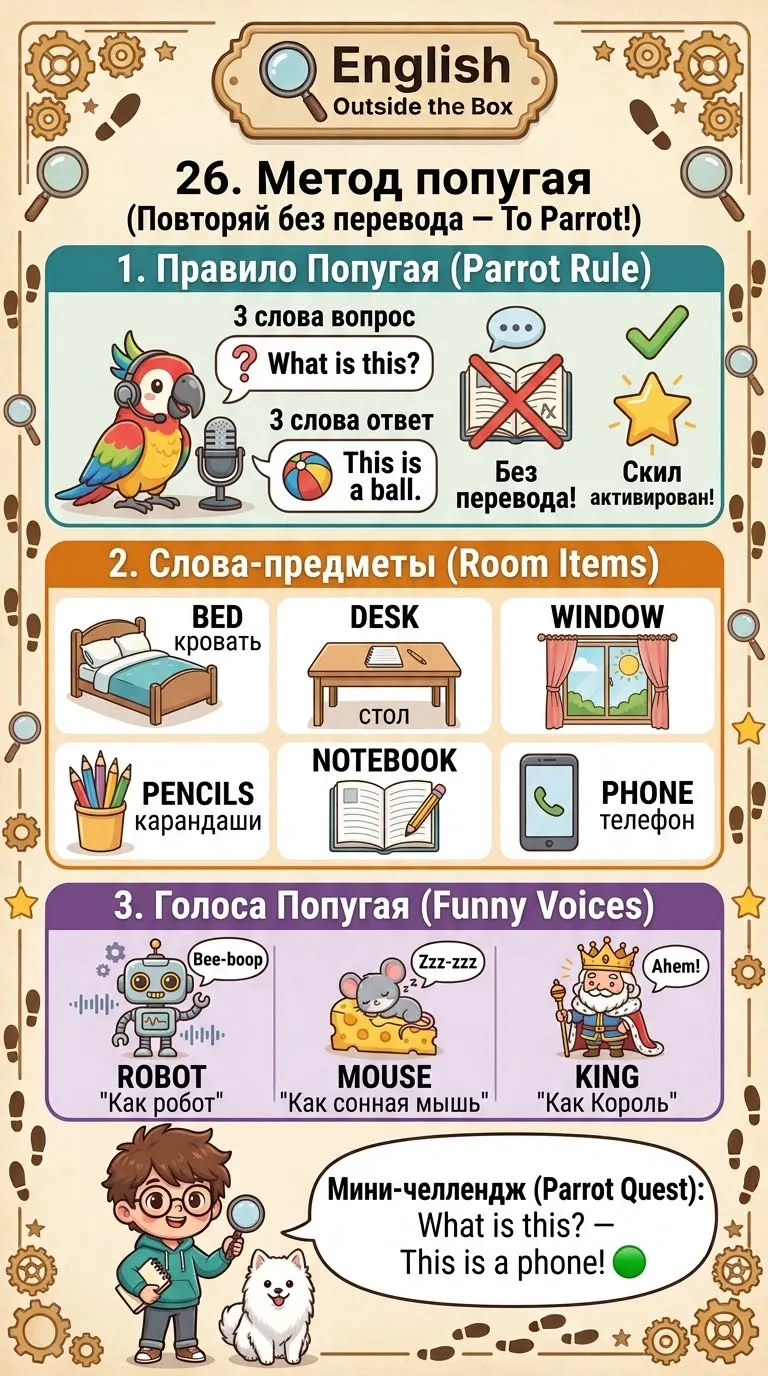 English
Outside the Box
26. Метод попугая
(Повторяй без перевода — To Parrot!)
1. Правило Попугая (Parrot Rule)
3 слова вопрос
? What is this?
3 слова ответ
This is
a ball.
Без
перевода!
Скил
активирован!
2. Слова-предметы (Room Items)
BED
кровать
DESK
стол
WINDOW
PENCILS
карандаши
NOTEBOOK
PHONE
телефон
3. Голоса Попугая (Funny Voices)
Bee-boop
ROBOT
"Как робот"
Zzz-zzz
z z z
MOUSE
"Как сонная мышь"
Ahem!
KING
"Как Король"
Мини-челлендж (Parrot Quest):
What is this? —
This is a phone!